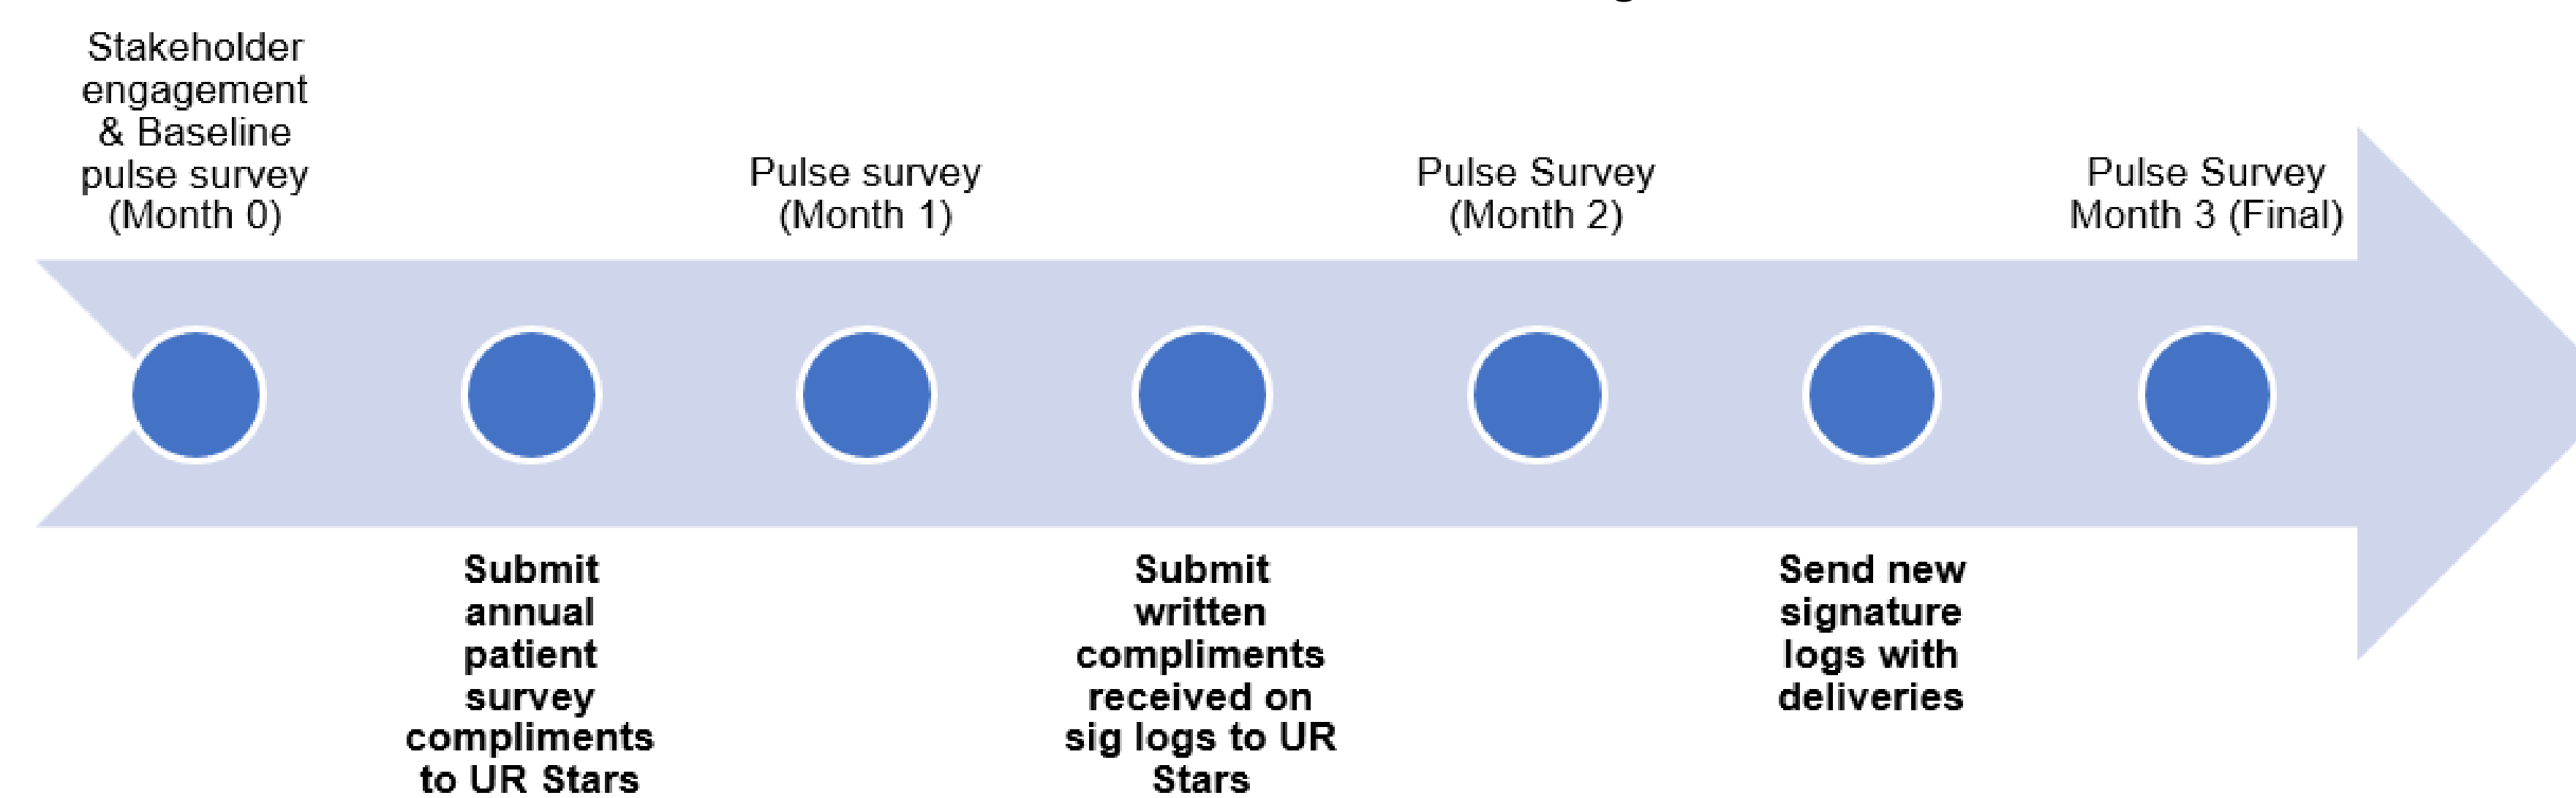 Stakeholder
engagement
& Baseline
pulse survey
(Month 0)
Pulse survey
(Month 1)
Pulse Survey
(Month 2)
Pulse Survey
Month 3 (Final)
Submit
annual
patient
survey
compliments
to UR Stars
Submit
written
compliments
received on
sig logs to UR
Stars
Send new
signature
logs with
deliveries